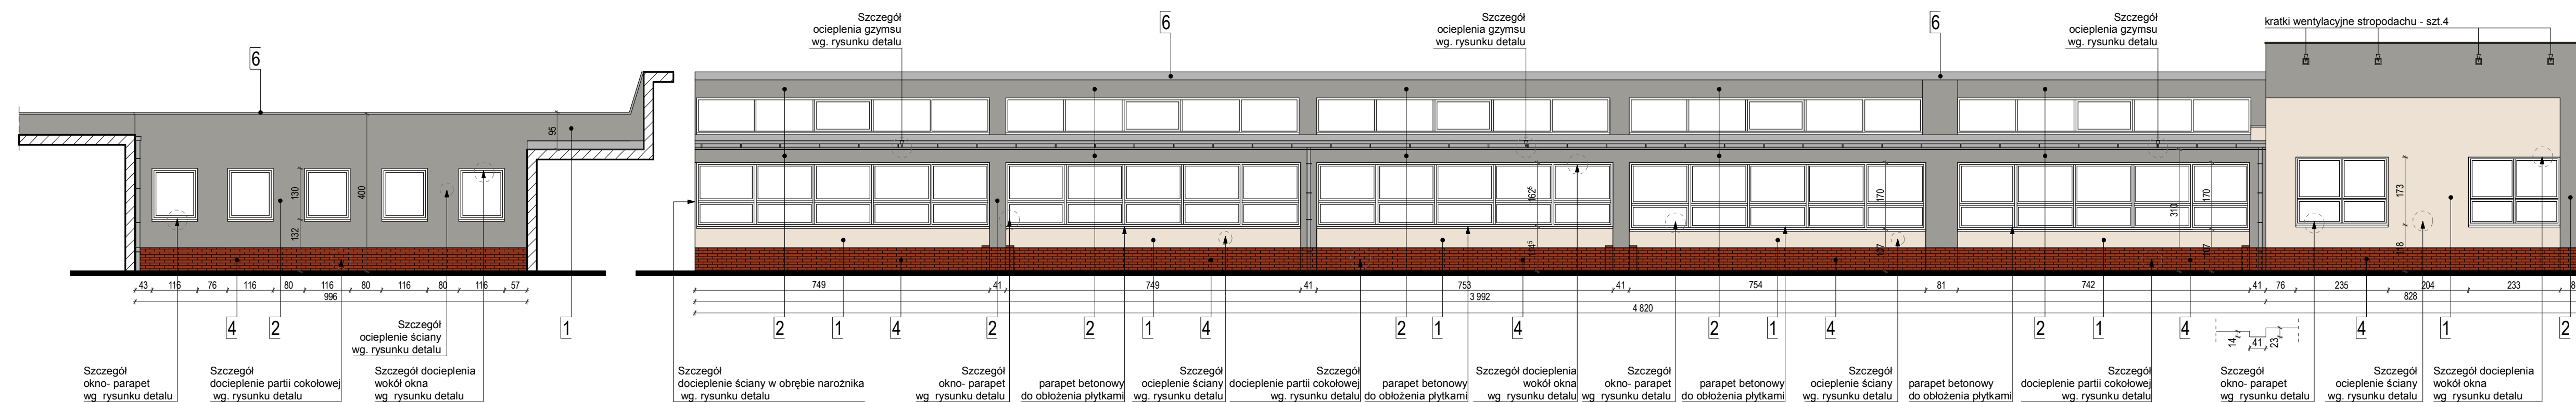 Szczegół
ocieplenia gzymsu
wg. rysunku detalu
6
Szczegół
ocieplenia gzymsu
wg. rysunku detalu
6
Szczegół
ocieplenia gzymsu
wg. rysunku detalu
kratki wentylacyjne stropodachu - szt.4
6
95
130
400
132
162⁵
170
310
170
173
114⁵
107
107
118
43 116 76 116 80 116 80 116 80 116 57
996
749 41 749 41 753 41 754 81 742 41 76 235 204 233 8
3 992 828
4 820
4 2 1
2 1 4 2 2 1 4 2 1 4 2 1 4 2 1 4 4 1 2
14 41 23
Szczegół
ocieplenie ściany
wg. rysunku detalu
Szczegół
okno- parapet
wg rysunku detalu
Szczegół
docieplenie partii cokołowej
wg. rysunku detalu
Szczegół docieplenia
wokół okna
wg rysunku detalu
Szczegół
docieplenie ściany w obrębie narożnika
wg. rysunku detalu
Szczegół
okno- parapet
wg rysunku detalu
parapet betonowy
do obłożenia płytkami
Szczegół
ocieplenie ściany
wg. rysunku detalu
Szczegół
docieplenie partii cokołowej
wg. rysunku detalu
parapet betonowy
do obłożenia płytkami
Szczegół docieplenia
wokół okna
wg rysunku detalu
Szczegół
okno- parapet
wg rysunku detalu
parapet betonowy
do obłożenia płytkami
Szczegół
ocieplenie ściany
wg. rysunku detalu
parapet betonowy
do obłożenia płytkami
Szczegół
docieplenie partii cokołowej
wg. rysunku detalu
Szczegół
okno- parapet
wg rysunku detalu
Szczegół
ocieplenie ściany
wg. rysunku detalu
Szczegół docieplenia
wokół okna
wg rysunku detalu